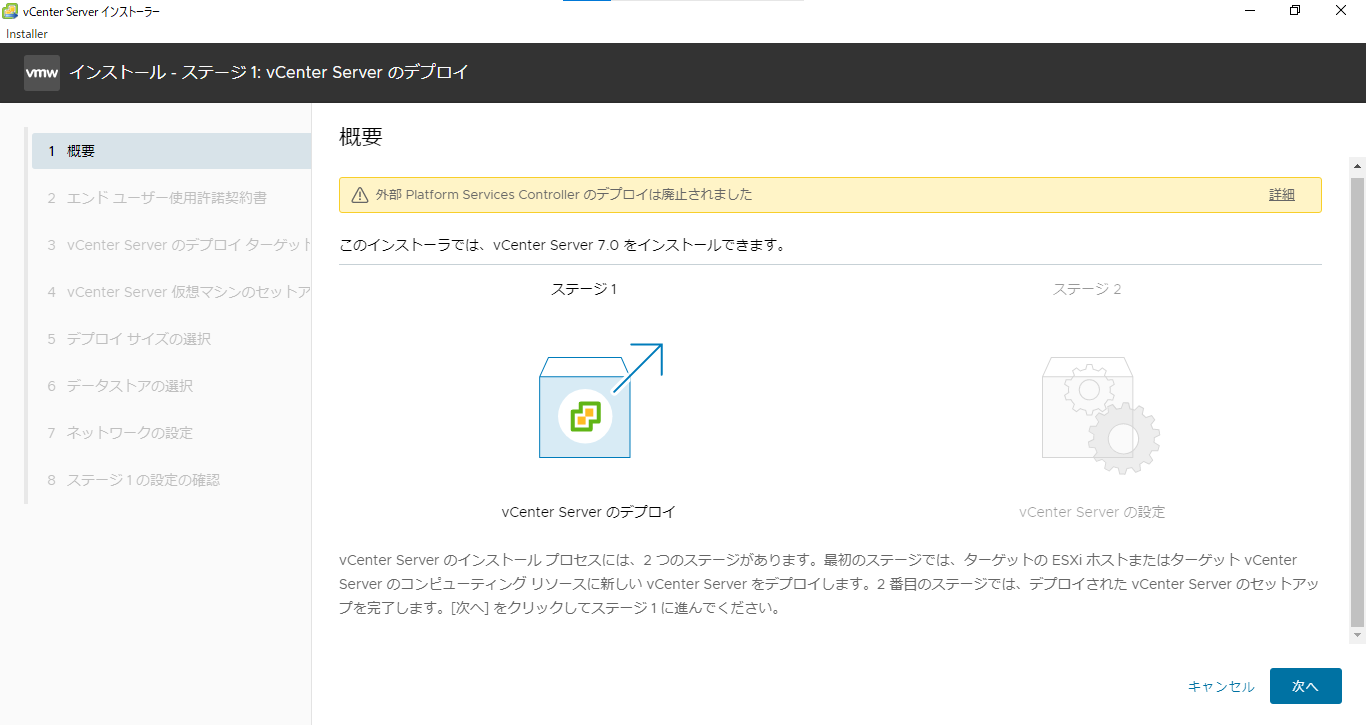 vCenter Server インストーラー
Installer
vmw インストール - ステージ 1: vCenter Server のデプロイ
1 概要
2 エンド ユーザー使用許諾契約書
3 vCenter Server のデプロイ ターゲット
4 vCenter Server 仮想マシンのセットア
5 デプロイ サイズの選択
6 データストアの選択
7 ネットワークの設定
8 ステージ 1 の設定の確認
概要
外部 Platform Services Controller のデプロイは廃止されました 詳細
このインストーラでは、vCenter Server 7.0 をインストールできます。
ステージ 1
ステージ 2
vCenter Server のデプロイ
vCenter Server の設定
vCenter Server のインストール プロセスには、2 つのステージがあります。最初のステージでは、ターゲットの ESXi ホストまたはターゲット vCenter
Server のコンピューティング リソースに新しい vCenter Server をデプロイします。2 番目のステージでは、デプロイされた vCenter Server のセットアッ
プを完了します。[次へ] をクリックしてステージ 1 に進んでください。
キャンセル 次へ